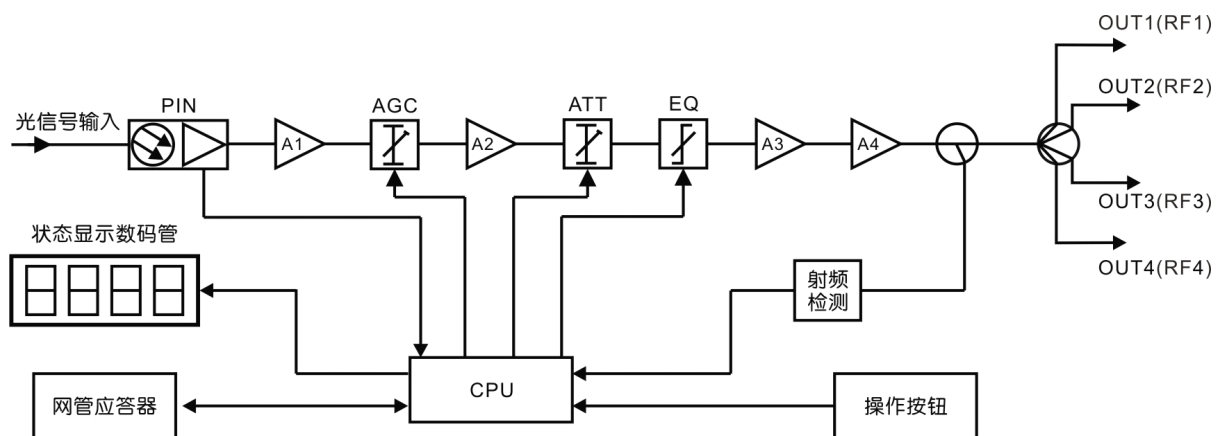 OUT1(RF1)
OUT2(RF2)
PIN
AGC
ATT
EQ
光信号输入
A1
A2
A3
A4
OUT3(RF3)
OUT4(RF4)
状态显示数码管
射频
检测
CPU
网管应答器
操作按钮